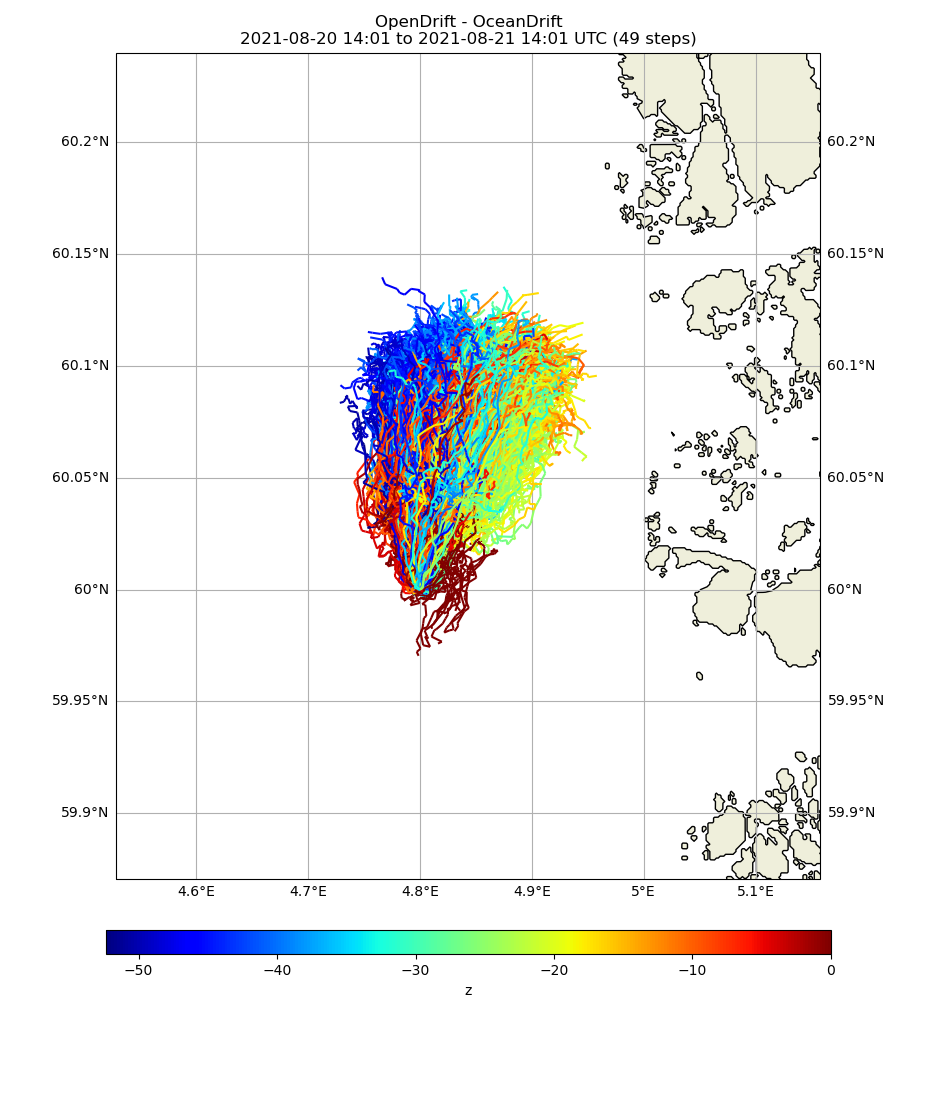 OpenDrift - OceanDrift
2021-08-20 14:01 to 2021-08-21 14:01 UTC (49 steps)
60.2°N 60.2°N
60.15°N 60.15°N
60.1°N 60.1°N
60.05°N 60.05°N
60°N 60°N
59.95°N 59.95°N
59.9°N 59.9°N
4.6°E 4.7°E 4.8°E 4.9°E 5°E 5.1°E
−50 −40 −30 −20 −10 0
z